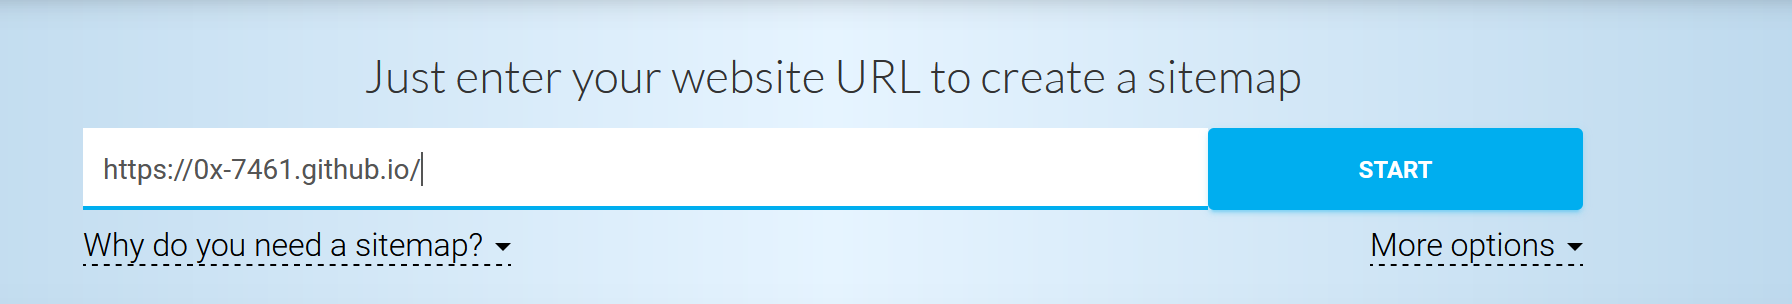 Just enter your website URL to create a sitemap
https://0x-7461.github.io/
START
Why do you need a sitemap?
More options